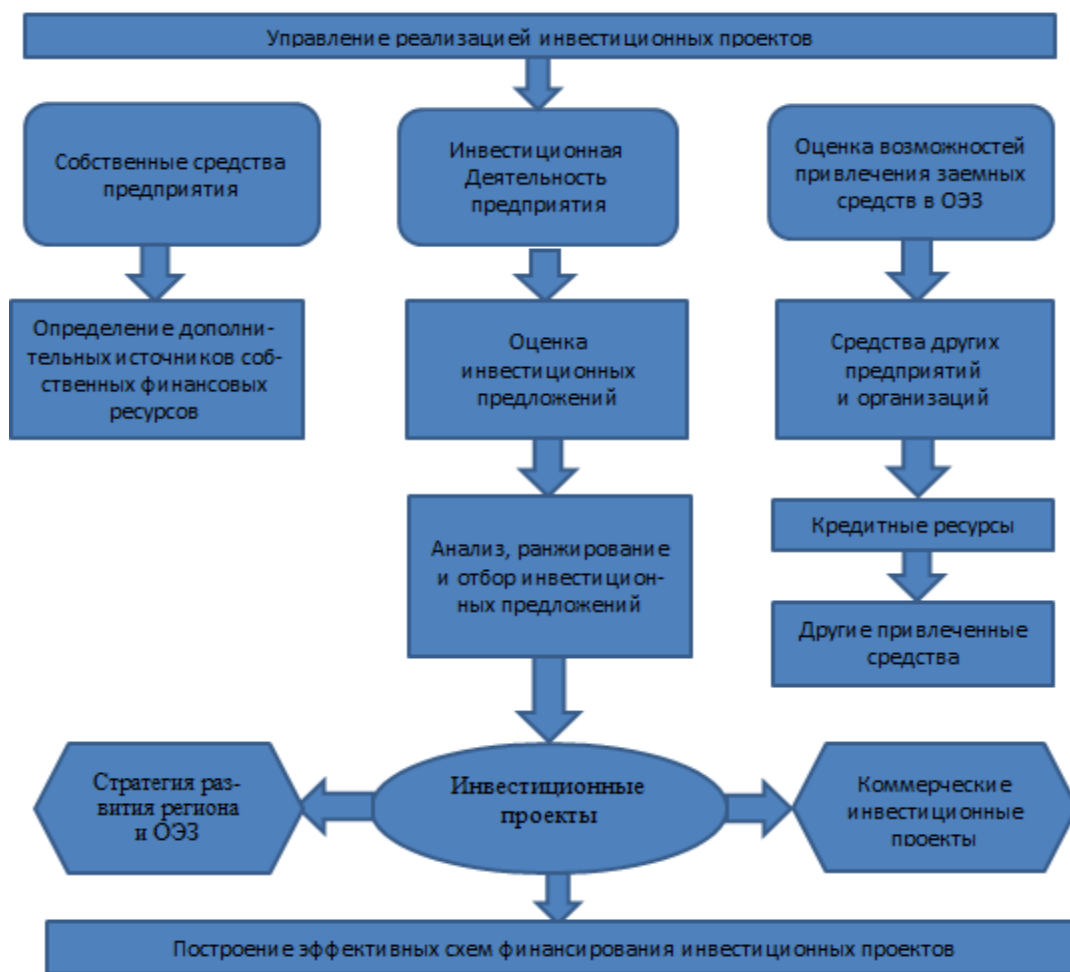 Управление реализацией инвестиционных проектов
Собственные средства
предприятия
Инвестиционная
Деятельность
предприятия
Оценка возможностей
привлечения заемных
средств в ОЭЗ
Определение дополни-
тельных источников соб-
ственных финансовых
ресурсов
Оценка
инвестиционных
предложений
Средства других
предприятий
и организаций
Анализ, ранжирование
и отбор инвестицион-
ных предложений
Кредитные ресурсы
Другие привлеченные
средства
Стратегия раз-
вития региона
и ОЭЗ
Инвестиционные
проекты
Коммерческие
инвестиционные
проекты
Построение эффективных схем финансирования инвестиционных проектов